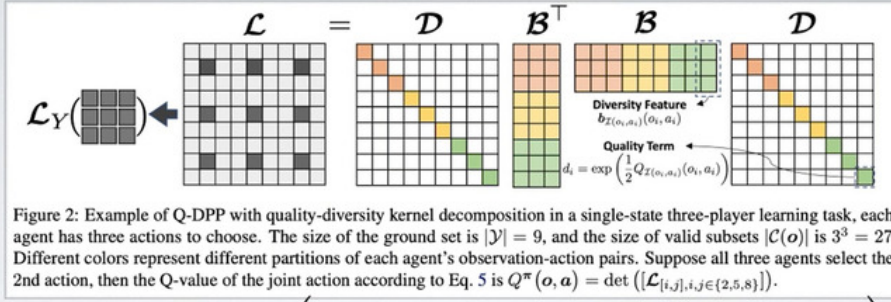 𝓛 = 𝓓 𝓑⊤ 𝓑 𝓓
𝓛_Y( )
Diversity Feature
b_{I(o_i,a_i)}(o_i, a_i)
Quality Term
d_i = exp(1/2 Q_{I(o_i,a_i)}(o_i, a_i))
Figure 2: Example of Q-DPP with quality-diversity kernel decomposition in a single-state three-player learning task, each
agent has three actions to choose. The size of the ground set is |𝒴| = 9, and the size of valid subsets |𝒞(o)| is 3³ = 27
Different colors represent different partitions of each agent's observation-action pairs. Suppose all three agents select the
2nd action, then the Q-value of the joint action according to Eq. 5 is Q^π(o, a) = det([𝓛_{[i,j],i,j∈{2,5,8}}]).